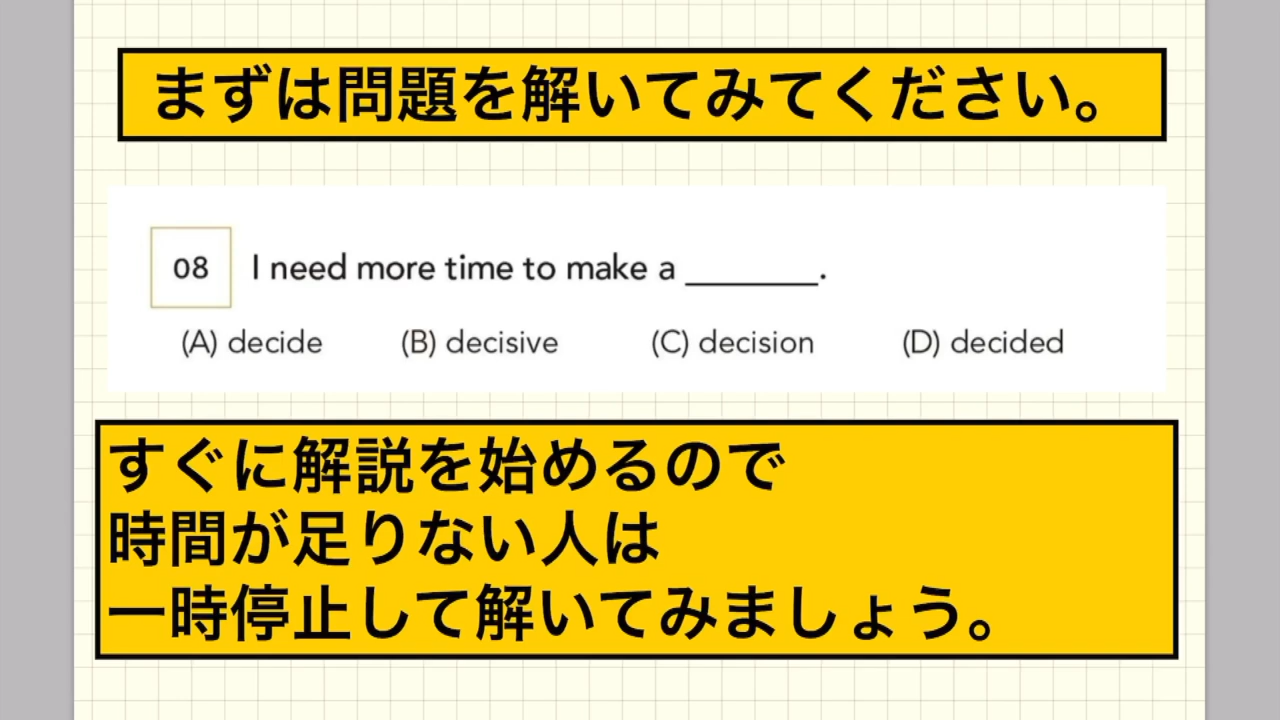 まずは問題を解いてみてください。
08 I need more time to make a ________.
(A) decide (B) decisive (C) decision (D) decided
すぐに解説を始めるので
時間が足りない人は
一時停止して解いてみましょう。